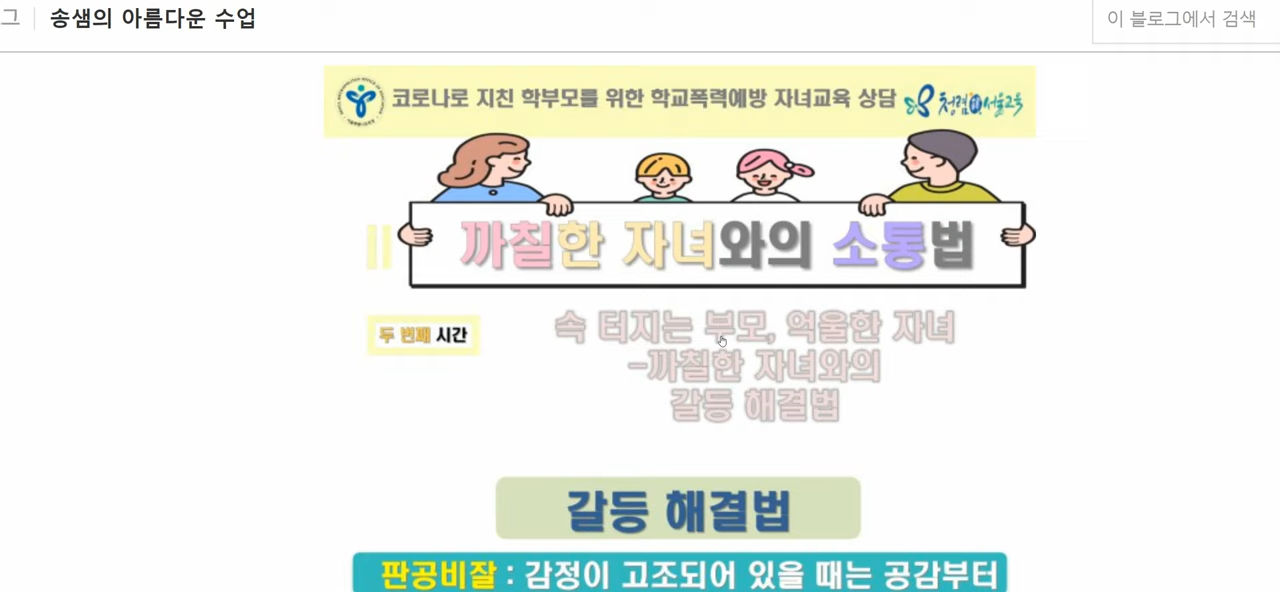 그 송샘의 아름다운 수업 이 블로그에서 검색
코로나로 지친 학부모를 위한 학교폭력예방 자녀교육 상담 청렴 서울교육
까칠한 자녀와의 소통법
두 번째 시간
속 터지는 부모, 억울한 자녀
-까칠한 자녀와의
갈등 해결법
갈등 해결법
판공비잘 : 감정이 고조되어 있을 때는 공감부터